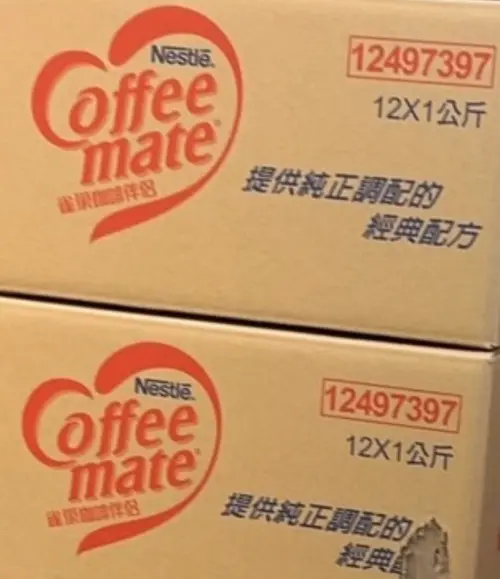 Nestlé.
Coffee
mate
雀巢咖啡伴侶
12497397
12X1公斤
提供純正調配的
經典配方
Nestlé.
Coffee
mate
雀巢咖啡伴侶
12497397
12X1公斤
提供純正調配的
經典